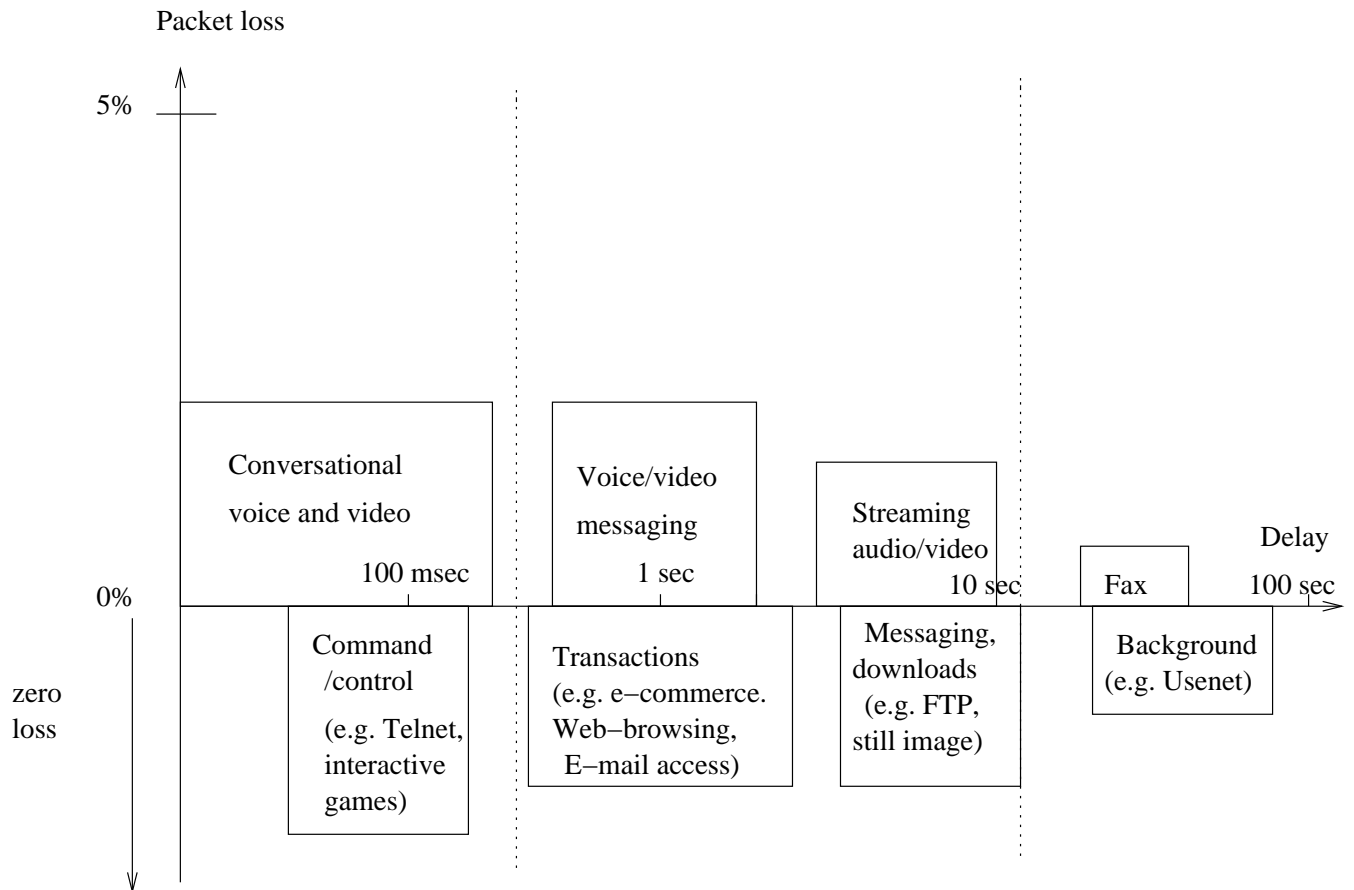 Packet loss
5%
Conversational
voice and video
Voice/video
messaging
Streaming
audio/video
Delay
100 msec
1 sec
10 sec
Fax
100 sec
0%
zero
loss
Command
/control
(e.g. Telnet,
interactive
games)
Transactions
(e.g. e−commerce.
Web−browsing,
E−mail access)
Messaging,
downloads
(e.g. FTP,
still image)
Background
(e.g. Usenet)